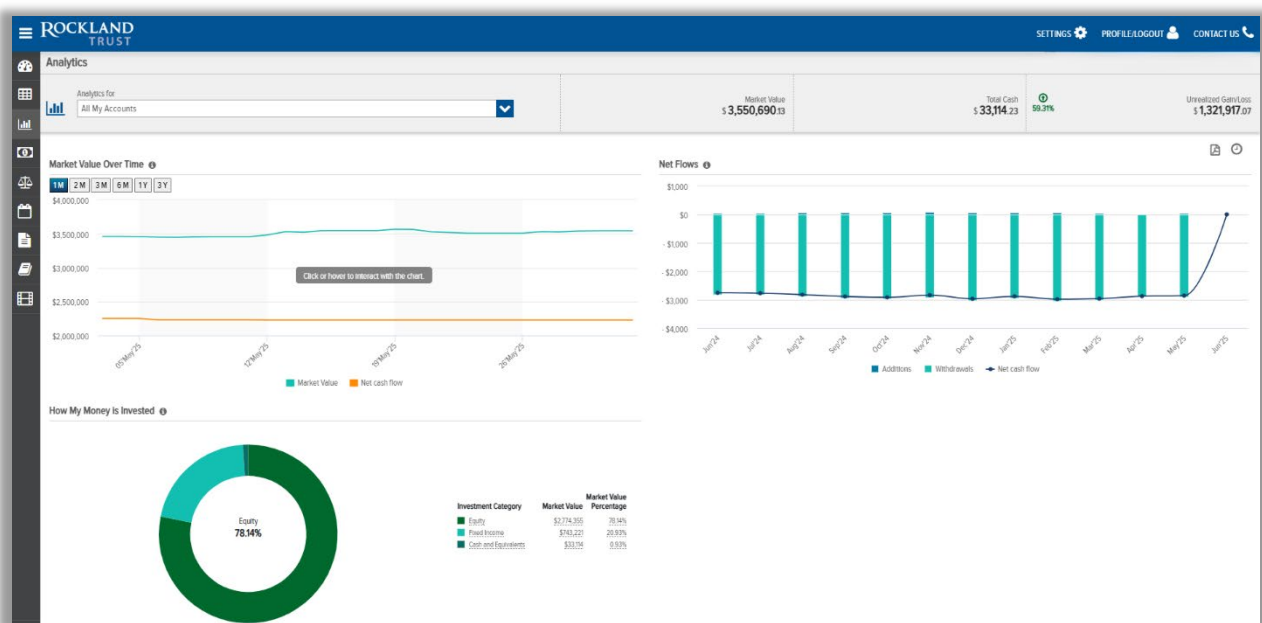 ROCKLAND
TRUST
SETTINGS PROFILE/LOGOUT CONTACT US
Analytics
Analytics for
All My Accounts
Market Value
$ 3,550,690.13
Total Cash
$ 33,114.23
59.31%
Unrealized Gain/Loss
$ 1,321,917.07
Market Value Over Time
1M 2M 3M 6M 1Y 3Y
$4,000,000
$3,500,000
$3,000,000
$2,500,000
$2,000,000
Click or hover to interact with the chart.
05'May'25 12'May'25 19'May'25 26'May'25
Market Value Net cash flow
Net Flows
$1,000
$0
- $1,000
- $2,000
- $3,000
- $4,000
Jun'24 Jul'24 Aug'24 Sep'24 Oct'24 Nov'24 Dec'24 Jan'25 Feb'25 Mar'25 Apr'25 May'25 Jun'25
Additions Withdrawals Net cash flow
How My Money is Invested
Equity
78.14%
Investment Category Market Value Market Value Percentage
Equity $2,774,355 78.14%
Fixed Income $743,221 20.93%
Cash and Equivalents $33,114 0.93%